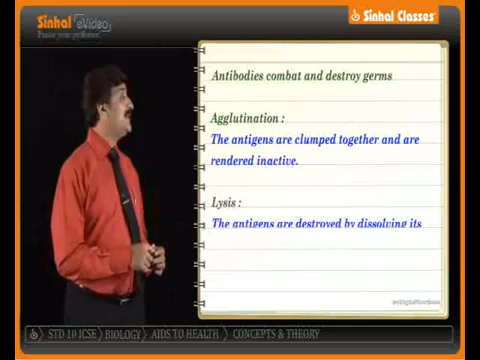 Sinhal eVideo
Sinhal Classes
Antibodies combat and destroy germs
Agglutination :
The antigens are clumped together and are
rendered inactive.
Lysis :
The antigens are destroyed by dissolving its
STD 10 ICSE
BIOLOGY
AIDS TO HEALTH
CONCEPTS & THEORY